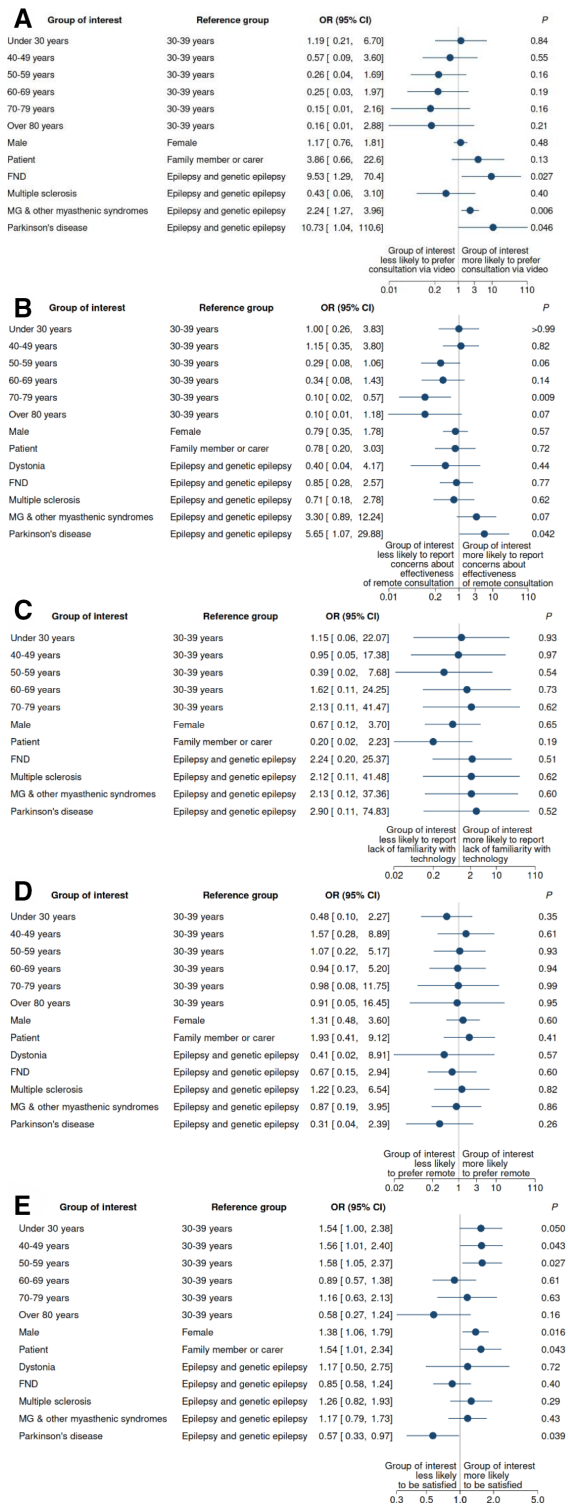 A Group of interest Reference group OR (95% CI) P
Under 30 years 30-39 years 1.19 [ 0.21, 6.70] 0.84
40-49 years 30-39 years 0.57 [ 0.09, 3.60] 0.55
50-59 years 30-39 years 0.26 [ 0.04, 1.69] 0.16
60-69 years 30-39 years 0.25 [ 0.03, 1.97] 0.19
70-79 years 30-39 years 0.15 [ 0.01, 2.16] 0.16
Over 80 years 30-39 years 0.16 [ 0.01, 2.88] 0.21
Male Female 1.17 [ 0.76, 1.81] 0.48
Patient Family member or carer 3.86 [ 0.66, 22.6] 0.13
FND Epilepsy and genetic epilepsy 9.53 [ 1.29, 70.4] 0.027
Multiple sclerosis Epilepsy and genetic epilepsy 0.43 [ 0.06, 3.10] 0.40
MG & other myasthenic syndromes Epilepsy and genetic epilepsy 2.24 [ 1.27, 3.96] 0.006
Parkinson's disease Epilepsy and genetic epilepsy 10.73 [ 1.04, 110.6] 0.046
Group of interest Group of interest
less likely to prefer more likely to prefer
consultation via video consultation via video
0.01 0.2 1 3 10 110
B Group of interest Reference group OR (95% CI) P
Under 30 years 30-39 years 1.00 [ 0.26, 3.83] >0.99
40-49 years 30-39 years 1.15 [ 0.35, 3.80] 0.82
50-59 years 30-39 years 0.29 [ 0.08, 1.06] 0.06
60-69 years 30-39 years 0.34 [ 0.08, 1.43] 0.14
70-79 years 30-39 years 0.10 [ 0.02, 0.57] 0.009
Over 80 years 30-39 years 0.10 [ 0.01, 1.18] 0.07
Male Female 0.79 [ 0.35, 1.78] 0.57
Patient Family member or carer 0.78 [ 0.20, 3.03] 0.72
Dystonia Epilepsy and genetic epilepsy 0.40 [ 0.04, 4.17] 0.44
FND Epilepsy and genetic epilepsy 0.85 [ 0.28, 2.57] 0.77
Multiple sclerosis Epilepsy and genetic epilepsy 0.71 [ 0.18, 2.78] 0.62
MG & other myasthenic syndromes Epilepsy and genetic epilepsy 3.30 [ 0.89, 12.24] 0.07
Parkinson's disease Epilepsy and genetic epilepsy 5.65 [ 1.07, 29.88] 0.042
Group of interest Group of interest
less likely to report more likely to report
concerns about concerns about
effectiveness effectiveness
of remote consultation of remote consultation
0.01 0.2 1 3 10 110
C Group of interest Reference group OR (95% CI) P
Under 30 years 30-39 years 1.15 [ 0.06, 22.07] 0.93
40-49 years 30-39 years 0.95 [ 0.05, 17.38] 0.97
50-59 years 30-39 years 0.39 [ 0.02, 7.68] 0.54
60-69 years 30-39 years 1.62 [ 0.11, 24.25] 0.73
70-79 years 30-39 years 2.13 [ 0.11, 41.47] 0.62
Male Female 0.67 [ 0.12, 3.70] 0.65
Patient Family member or carer 0.20 [ 0.02, 2.23] 0.19
FND Epilepsy and genetic epilepsy 2.24 [ 0.20, 25.37] 0.51
Multiple sclerosis Epilepsy and genetic epilepsy 2.12 [ 0.11, 41.48] 0.62
MG & other myasthenic syndromes Epilepsy and genetic epilepsy 2.13 [ 0.12, 37.36] 0.60
Parkinson's disease Epilepsy and genetic epilepsy 2.90 [ 0.11, 74.83] 0.52
Group of interest Group of interest
less likely to report more likely to report
lack of familiarity with lack of familiarity with
technology technology
0.02 0.2 2 10 110
D Group of interest Reference group OR (95% CI) P
Under 30 years 30-39 years 0.48 [ 0.10, 2.27] 0.35
40-49 years 30-39 years 1.57 [ 0.28, 8.89] 0.61
50-59 years 30-39 years 1.07 [ 0.22, 5.17] 0.93
60-69 years 30-39 years 0.94 [ 0.17, 5.20] 0.94
70-79 years 30-39 years 0.98 [ 0.08, 11.75] 0.99
Over 80 years 30-39 years 0.91 [ 0.05, 16.45] 0.95
Male Female 1.31 [ 0.48, 3.60] 0.60
Patient Family member or carer 1.93 [ 0.41, 9.12] 0.41
Dystonia Epilepsy and genetic epilepsy 0.41 [ 0.02, 8.91] 0.57
FND Epilepsy and genetic epilepsy 0.67 [ 0.15, 2.94] 0.60
Multiple sclerosis Epilepsy and genetic epilepsy 1.22 [ 0.23, 6.54] 0.82
MG & other myasthenic syndromes Epilepsy and genetic epilepsy 0.87 [ 0.19, 3.95] 0.86
Parkinson's disease Epilepsy and genetic epilepsy 0.31 [ 0.04, 2.39] 0.26
Group of interest Group of interest
less likely more likely
to prefer remote to prefer remote
0.02 0.2 1 3 10 110
E Group of interest Reference group OR (95% CI) P
Under 30 years 30-39 years 1.54 [ 1.00, 2.38] 0.050
40-49 years 30-39 years 1.56 [ 1.01, 2.40] 0.043
50-59 years 30-39 years 1.58 [ 1.05, 2.37] 0.027
60-69 years 30-39 years 0.89 [ 0.57, 1.38] 0.61
70-79 years 30-39 years 1.16 [ 0.63, 2.13] 0.63
Over 80 years 30-39 years 0.58 [ 0.27, 1.24] 0.16
Male Female 1.38 [ 1.06, 1.79] 0.016
Patient Family member or carer 1.54 [ 1.01, 2.34] 0.043
Dystonia Epilepsy and genetic epilepsy 1.17 [ 0.50, 2.75] 0.72
FND Epilepsy and genetic epilepsy 0.85 [ 0.58, 1.24] 0.40
Multiple sclerosis Epilepsy and genetic epilepsy 1.26 [ 0.82, 1.93] 0.29
MG & other myasthenic syndromes Epilepsy and genetic epilepsy 1.17 [ 0.79, 1.73] 0.43
Parkinson's disease Epilepsy and genetic epilepsy 0.57 [ 0.33, 0.97] 0.039
Group of interest Group of interest
less likely more likely
to be satisfied to be satisfied
0.3 0.5 1.0 2.0 5.0